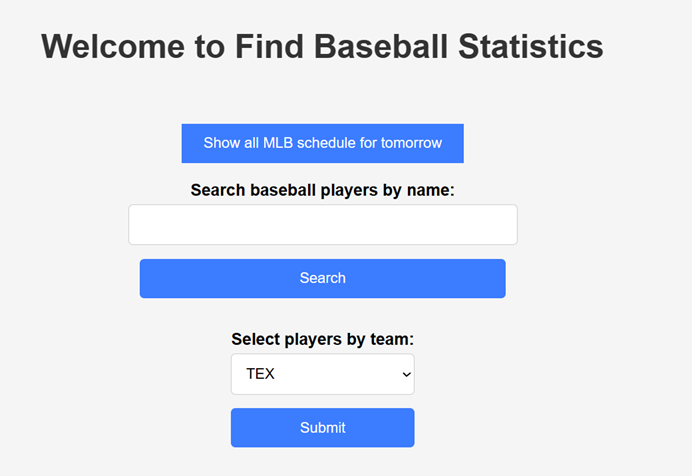 Welcome to Find Baseball Statistics
Show all MLB schedule for tomorrow
Search baseball players by name:
Search
Select players by team:
TEX
Submit